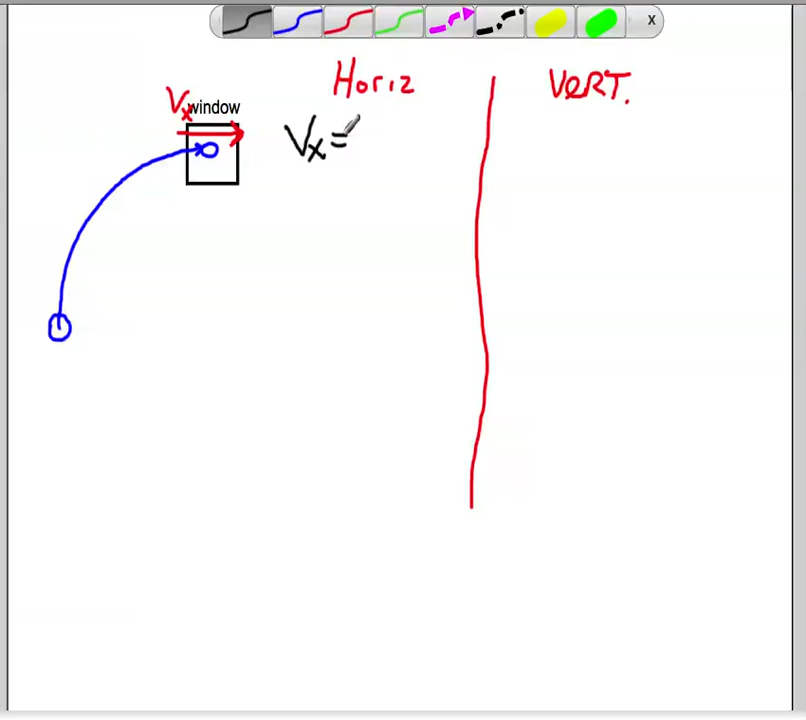 Horiz
VERT.
Vx
window
Vx=
x